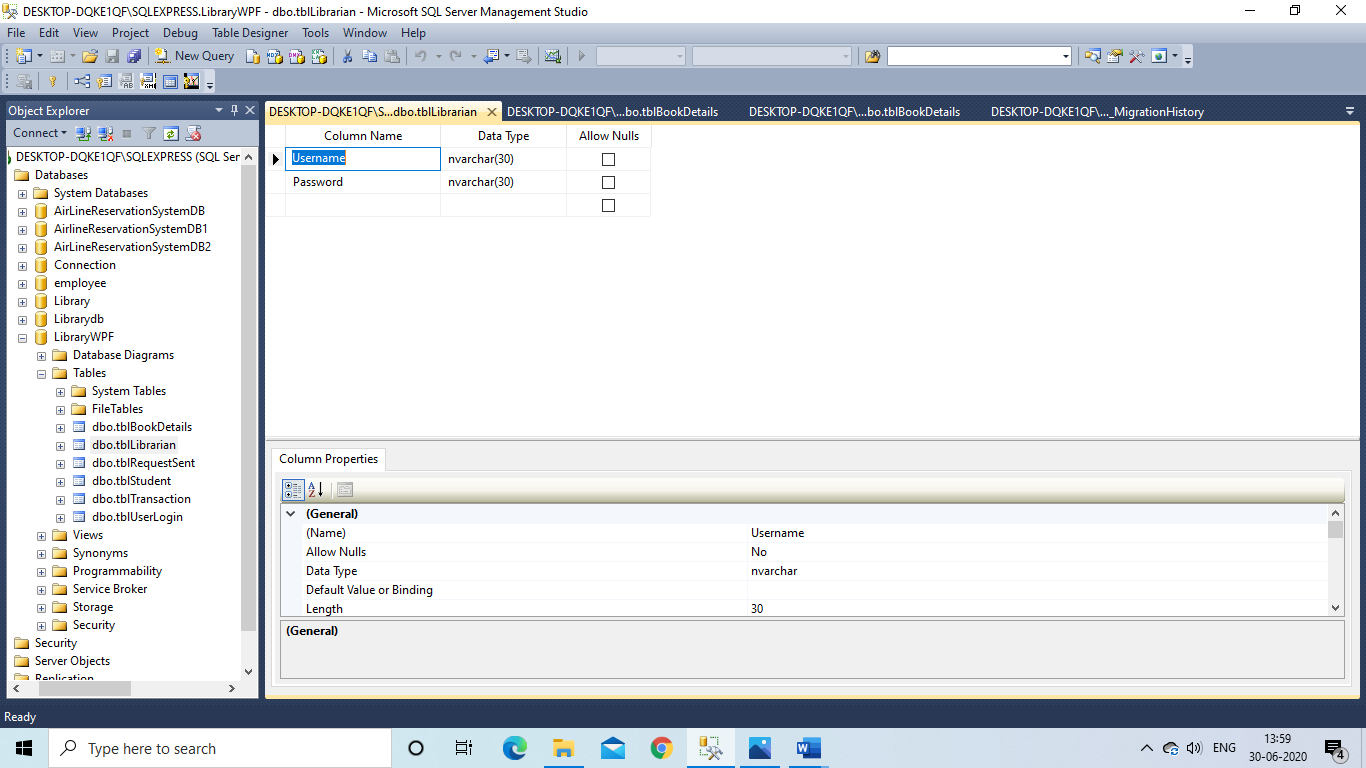 DESKTOP-DQKE1QF\SQLEXPRESS.LibraryWPF - dbo.tblLibrarian - Microsoft SQL Server Management Studio
File Edit View Project Debug Table Designer Tools Window Help
New Query
Object Explorer
Connect
DESKTOP-DQKE1QF\SQLEXPRESS (SQL Ser
Databases
System Databases
AirLineReservationSystemDB
AirlineReservationSystemDB1
AirLineReservationSystemDB2
Connection
employee
Library
Librarydb
LibraryWPF
Database Diagrams
Tables
System Tables
FileTables
dbo.tblBookDetails
dbo.tblLibrarian
dbo.tblRequestSent
dbo.tblStudent
dbo.tblTransaction
dbo.tblUserLogin
Views
Synonyms
Programmability
Service Broker
Storage
Security
Security
Server Objects
Replication
DESKTOP-DQKE1QF\S...dbo.tblLibrarian DESKTOP-DQKE1QF\...bo.tblBookDetails DESKTOP-DQKE1QF\...bo.tblBookDetails DESKTOP-DQKE1QF\..._MigrationHistory
Column Name Data Type Allow Nulls
Username nvarchar(30)
Password nvarchar(30)
Column Properties
(General)
(Name) Username
Allow Nulls No
Data Type nvarchar
Default Value or Binding
Length 30
(General)
Ready
Type here to search
ENG
13:59
30-06-2020
4